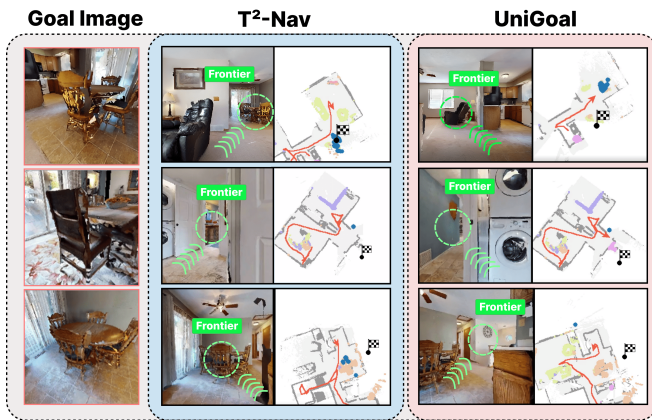 Goal Image
T²-Nav
UniGoal
Frontier
Frontier
Frontier
Frontier
Frontier
Frontier